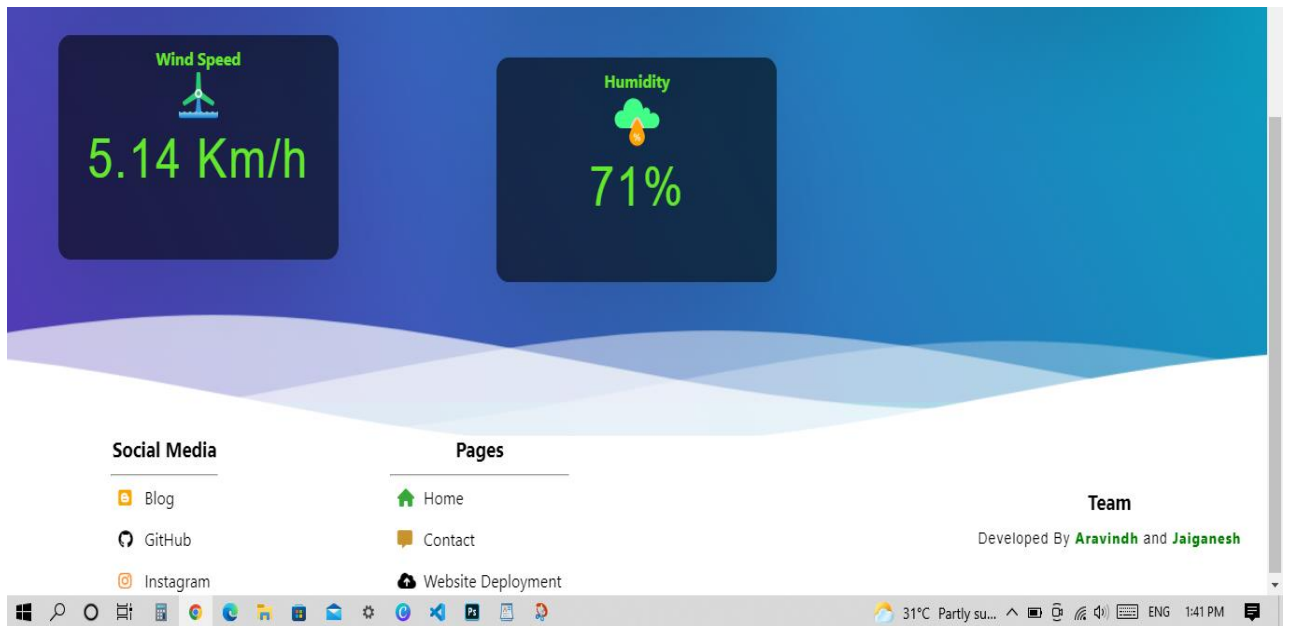 Wind Speed
5.14 Km/h
Humidity
%
71%
Social Media
Blog
GitHub
Instagram
Pages
Home
Contact
Website Deployment
Team
Developed By Aravindh and Jaiganesh
Ps
31°C Partly su... ENG 1:41 PM